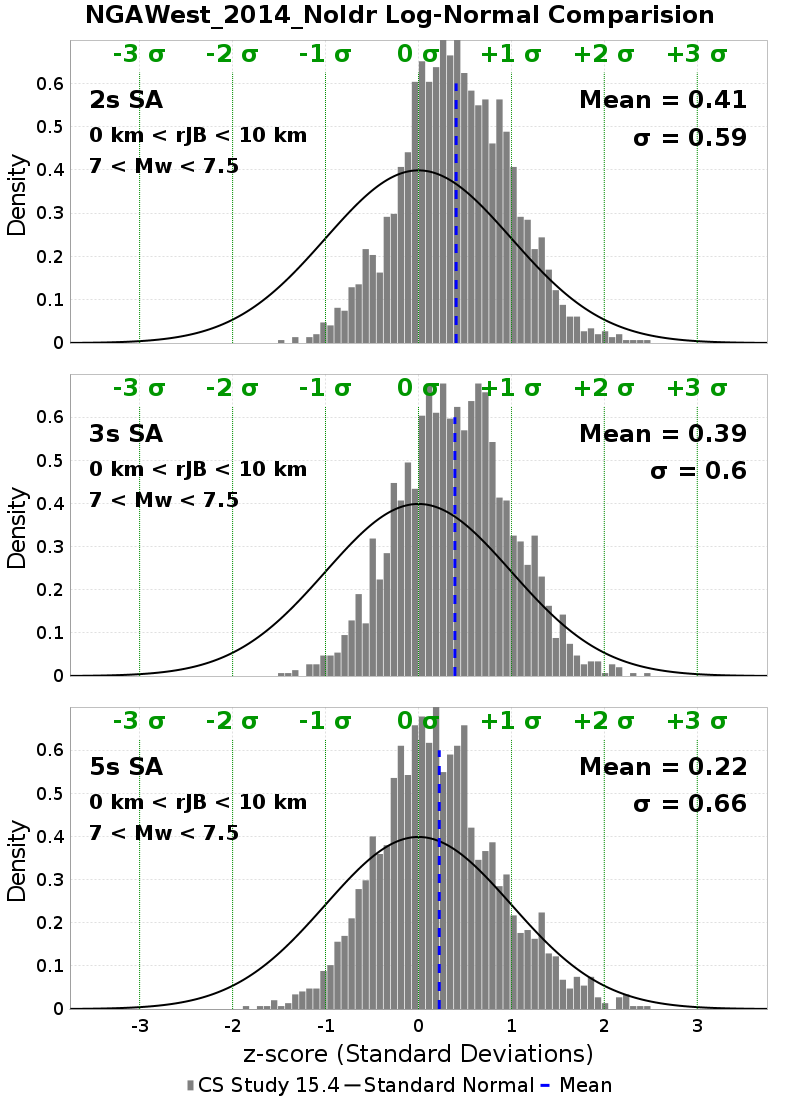 NGAWest_2014_NoIdr Log-Normal Comparision
-3 σ -2 σ -1 σ 0 σ +1 σ +2 σ +3 σ
2s SA
Mean = 0.41
0 km < rJB < 10 km
σ = 0.59
7 < Mw < 7.5
Density
0.6
0.5
0.4
0.3
0.2
0.1
0
-3 σ -2 σ -1 σ 0 σ +1 σ +2 σ +3 σ
3s SA
Mean = 0.39
0 km < rJB < 10 km
σ = 0.6
7 < Mw < 7.5
Density
0.6
0.5
0.4
0.3
0.2
0.1
0
-3 σ -2 σ -1 σ 0 σ +1 σ +2 σ +3 σ
5s SA
Mean = 0.22
0 km < rJB < 10 km
σ = 0.66
7 < Mw < 7.5
Density
0.6
0.5
0.4
0.3
0.2
0.1
0
-3 -2 -1 0 1 2 3
z-score (Standard Deviations)
CS Study 15.4 Standard Normal Mean